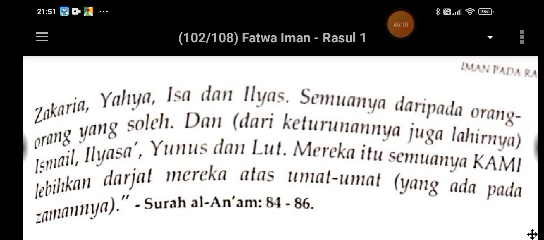 21:51
46:10
(102/108) Fatwa Iman - Rasul 1
IMAN PADA RA
Zakaria, Yahya, Isa dan Ilyas. Semuanya daripada orang-
orang yang soleh. Dan (dari keturunannya juga lahirnya)
Ismail, Ilyasa', Yunus dan Lut. Mereka itu semuanya KAMI
lebihkan darjat mereka atas umat-umat (yang ada pada
zamannya)." - Surah al-An'am: 84 - 86.